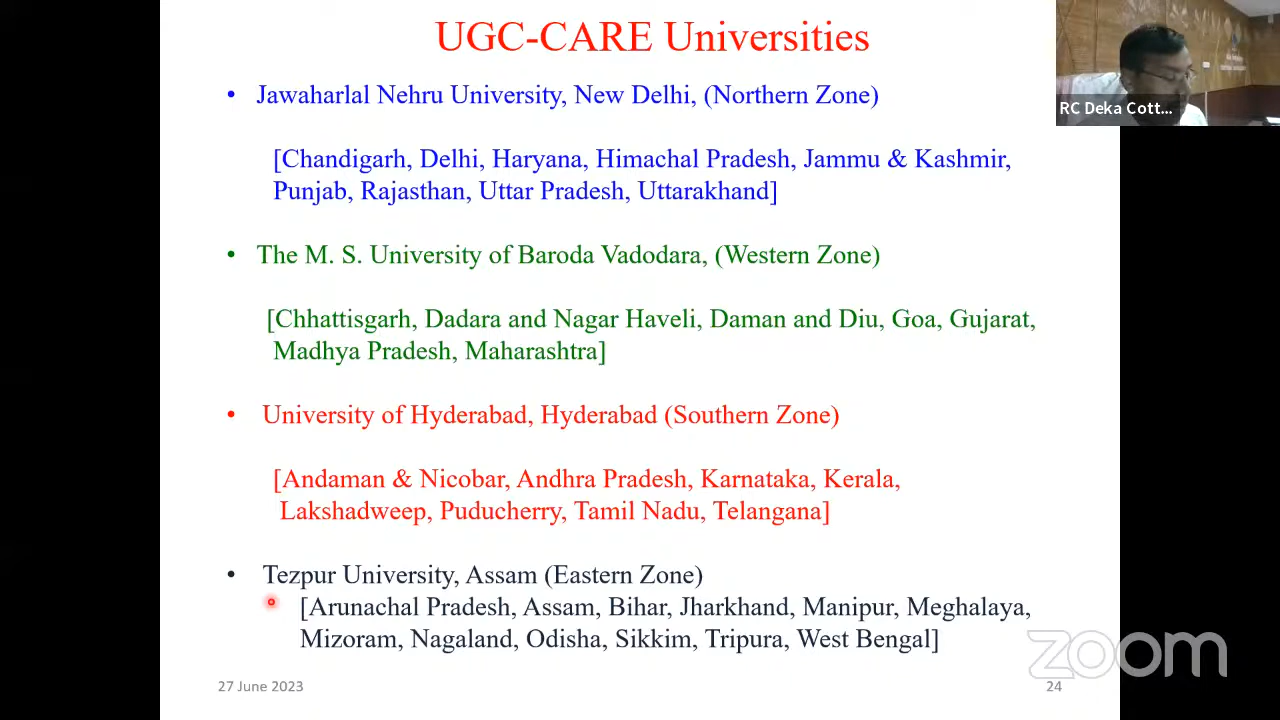 UGC-CARE Universities
RC Deka Cott...
• Jawaharlal Nehru University, New Delhi, (Northern Zone)
[Chandigarh, Delhi, Haryana, Himachal Pradesh, Jammu & Kashmir,
Punjab, Rajasthan, Uttar Pradesh, Uttarakhand]
• The M. S. University of Baroda Vadodara, (Western Zone)
[Chhattisgarh, Dadara and Nagar Haveli, Daman and Diu, Goa, Gujarat,
Madhya Pradesh, Maharashtra]
• University of Hyderabad, Hyderabad (Southern Zone)
[Andaman & Nicobar, Andhra Pradesh, Karnataka, Kerala,
Lakshadweep, Puducherry, Tamil Nadu, Telangana]
• Tezpur University, Assam (Eastern Zone)
[Arunachal Pradesh, Assam, Bihar, Jharkhand, Manipur, Meghalaya,
Mizoram, Nagaland, Odisha, Sikkim, Tripura, West Bengal]
zoom
27 June 2023
24